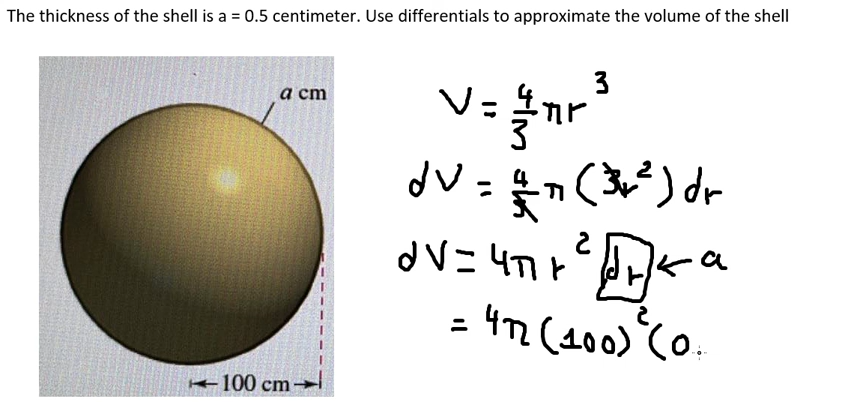 The thickness of the shell is a = 0.5 centimeter. Use differentials to approximate the volume of the shell
a cm
100 cm
V = 4/3 πr³
dV = 4/3 π (3r²) dr
dV = 4πr² dr ← a
= 4π (100)² (0.